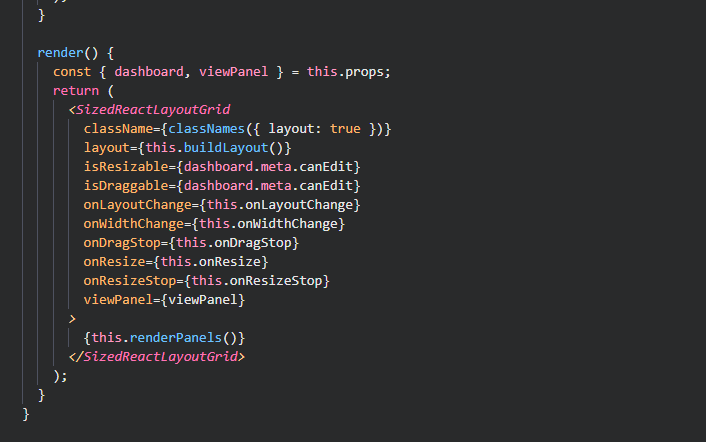 }
render() {
const { dashboard, viewPanel } = this.props;
return (
<SizedReactLayoutGrid
className={classNames({ layout: true })}
layout={this.buildLayout()}
isResizable={dashboard.meta.canEdit}
isDraggable={dashboard.meta.canEdit}
onLayoutChange={this.onLayoutChange}
onWidthChange={this.onWidthChange}
onDragStop={this.onDragStop}
onResize={this.onResize}
onResizeStop={this.onResizeStop}
viewPanel={viewPanel}
>
{this.renderPanels()}
</SizedReactLayoutGrid>
);
}
}